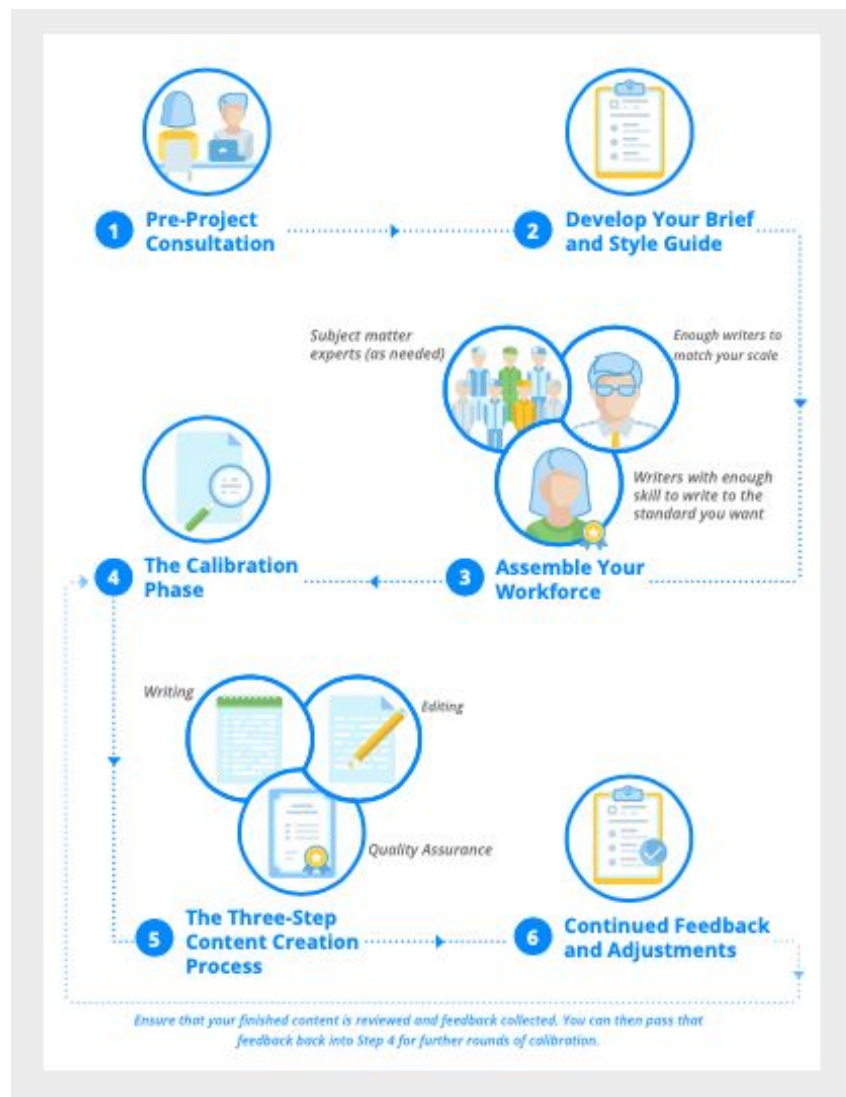 1 Pre-Project
Consultation
2 Develop Your Brief
and Style Guide
Subject matter
experts (as needed)
Enough writers to
match your scale
Writers with enough
skill to write to the
standard you want
3 Assemble Your
Workforce
4 The Calibration
Phase
Writing
Editing
Quality Assurance
5 The Three-Step
Content Creation
Process
6 Continued Feedback
and Adjustments
Ensure that your finished content is reviewed and feedback collected. You can then pass that
feedback back into Step 4 for further rounds of calibration.